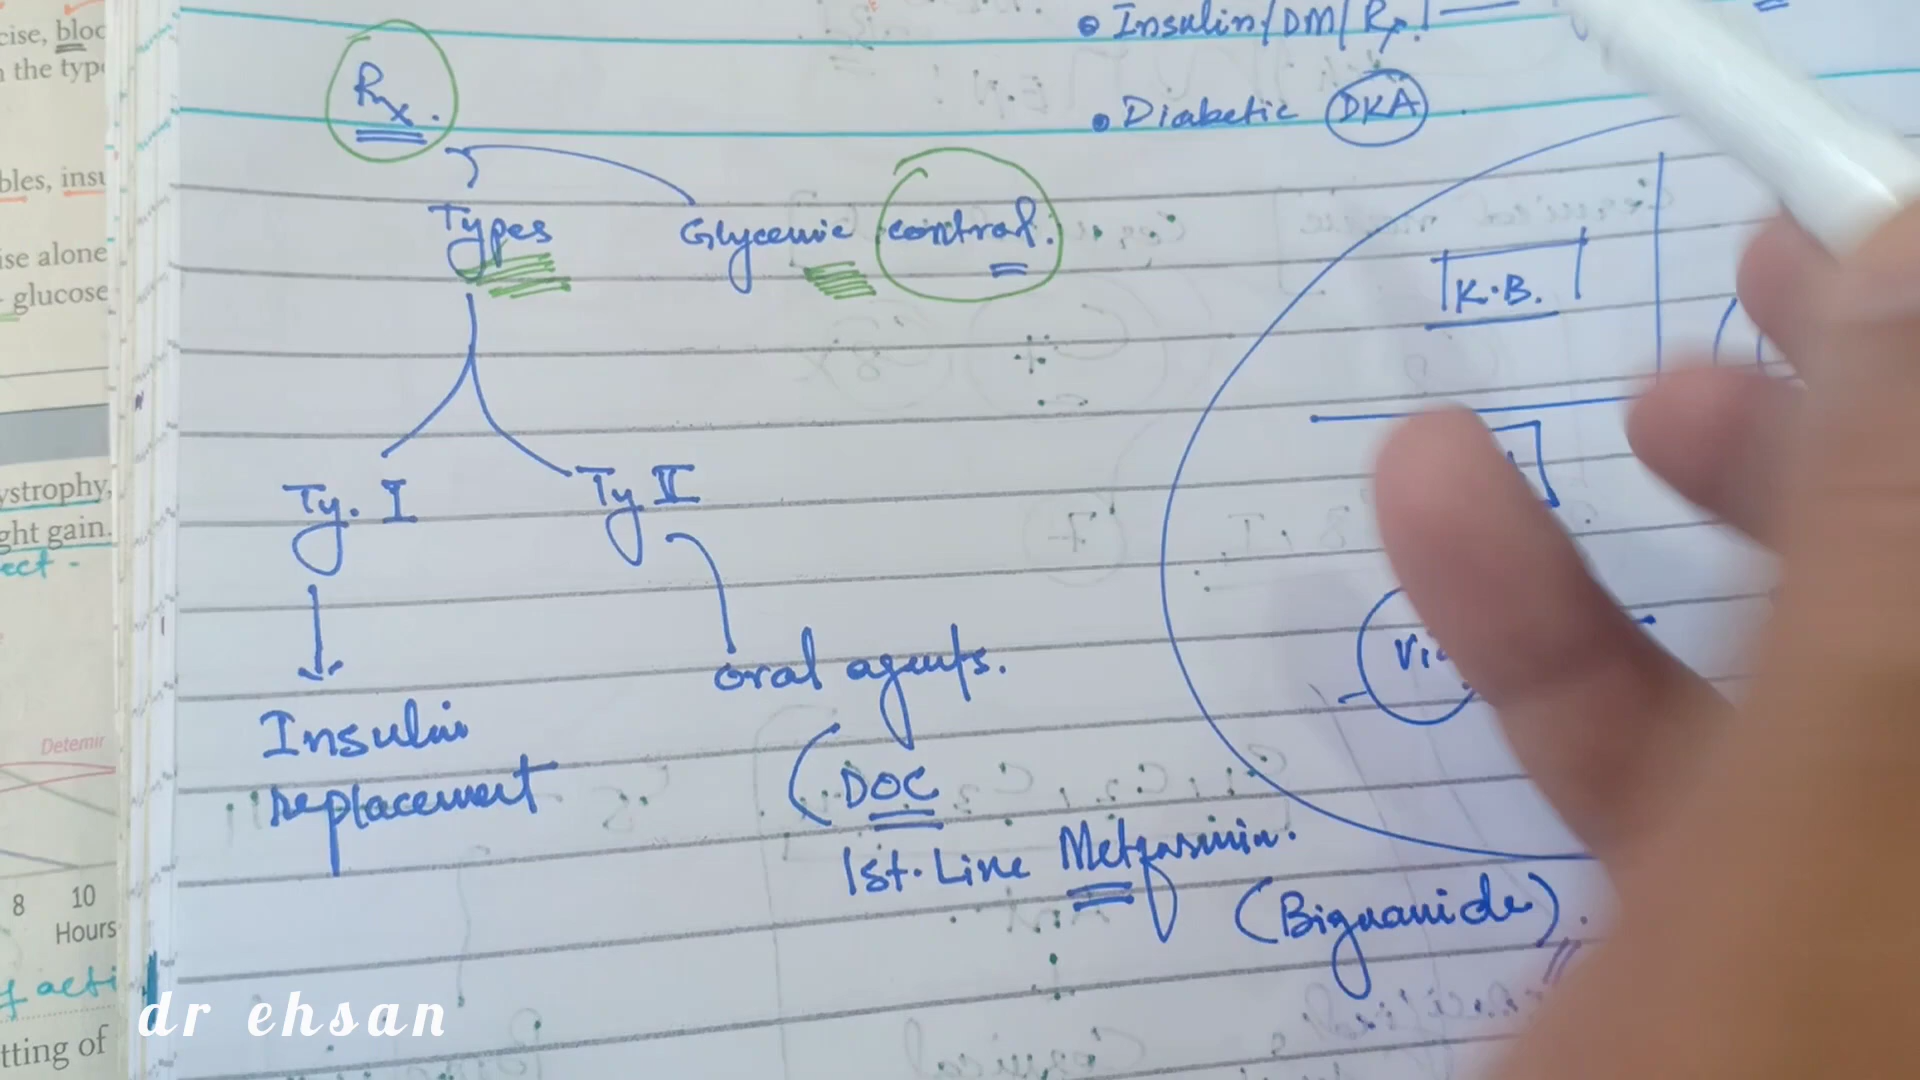 cise, bloc
n the type
bles, insu
ise alone
glucose
ystrophy,
ght gain.
ect -
Detemir
8 10
Hours
f acti
tting of
• Insulin/DM/Rx!
• Diabetic DKA
Rx.
Types Glycemic control.
K.B.
Ty. I Ty II
oral agents.
Insulin
replacement
DOC
1st. Line Metformin.
(Biguanide).
dr ehsan